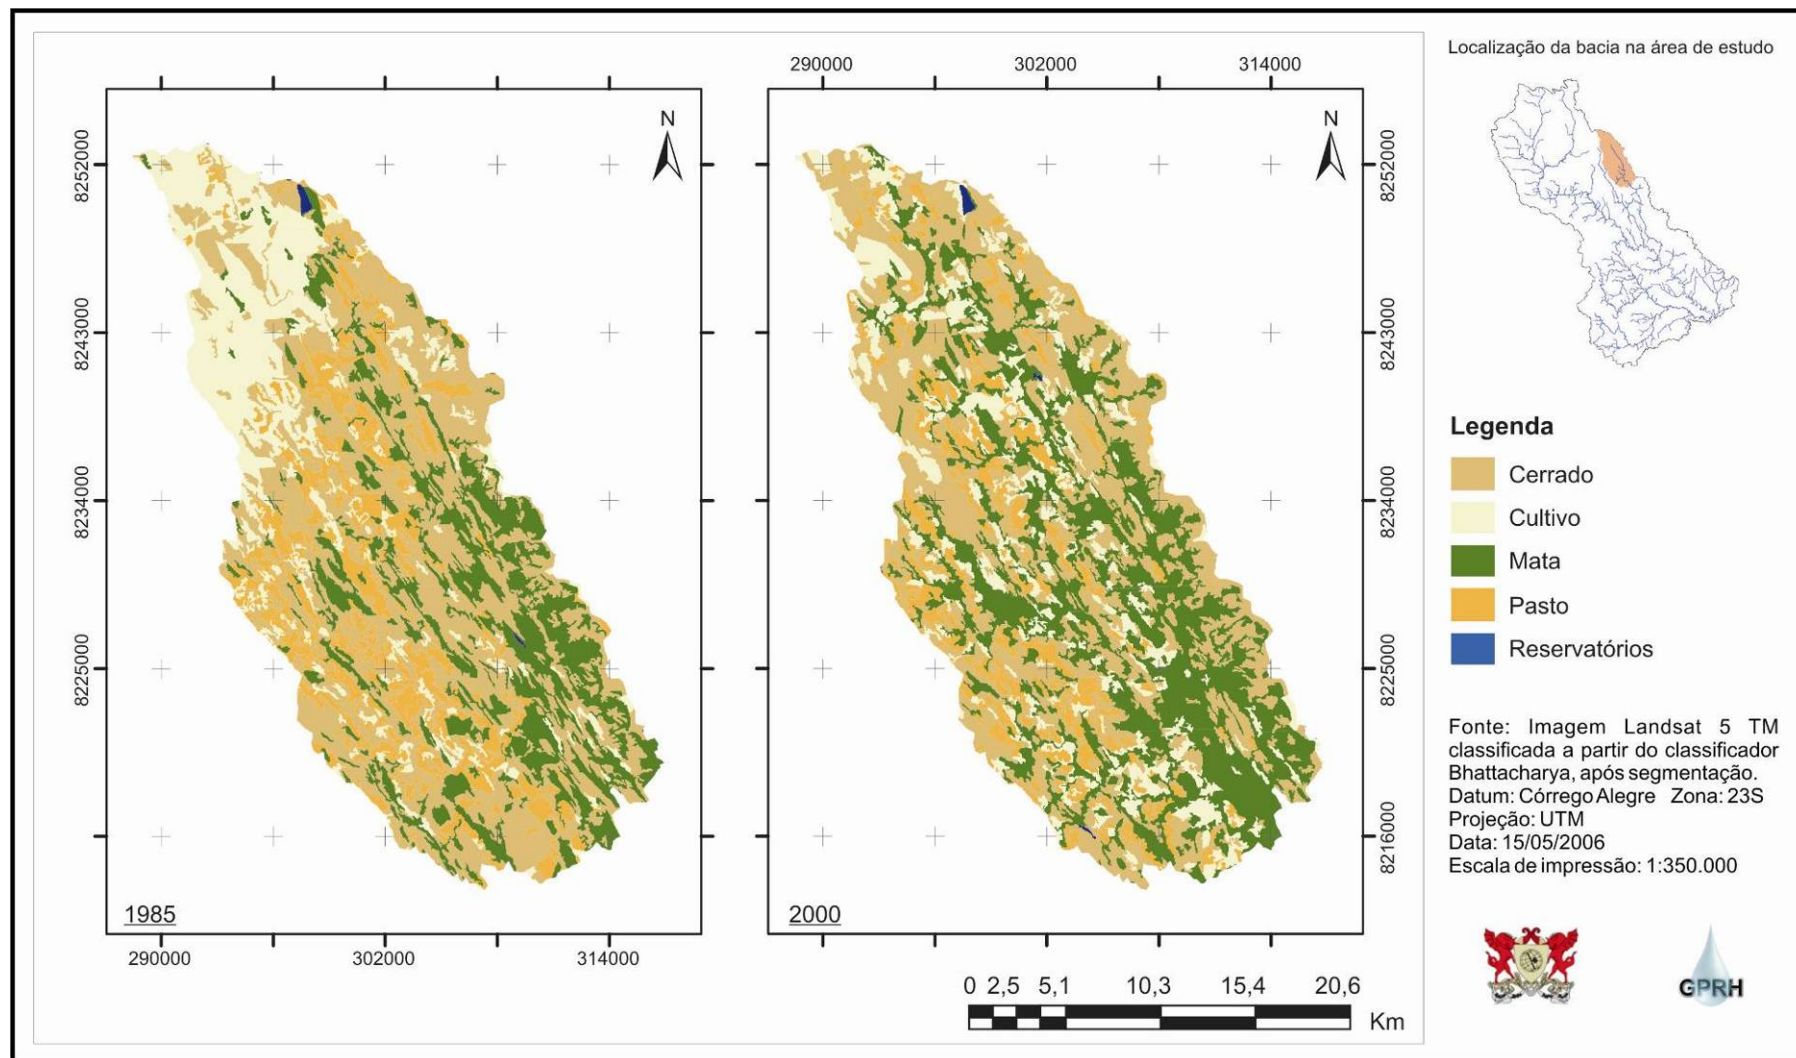 290000 302000 314000
N
8252000
8243000
8234000
8225000
8216000
2000
N
8252000
8243000
8234000
8225000
1985
290000 302000 314000
0 2,5 5,1 10,3 15,4 20,6
Km
Localização da bacia na área de estudo
Legenda
Cerrado
Cultivo
Mata
Pasto
Reservatórios
Fonte: Imagem Landsat 5 TM
classificada a partir do classificador
Bhattacharya, após segmentação.
Datum: Córrego Alegre Zona: 23S
Projeção: UTM
Data: 15/05/2006
Escala de impressão: 1:350.000
GPRH